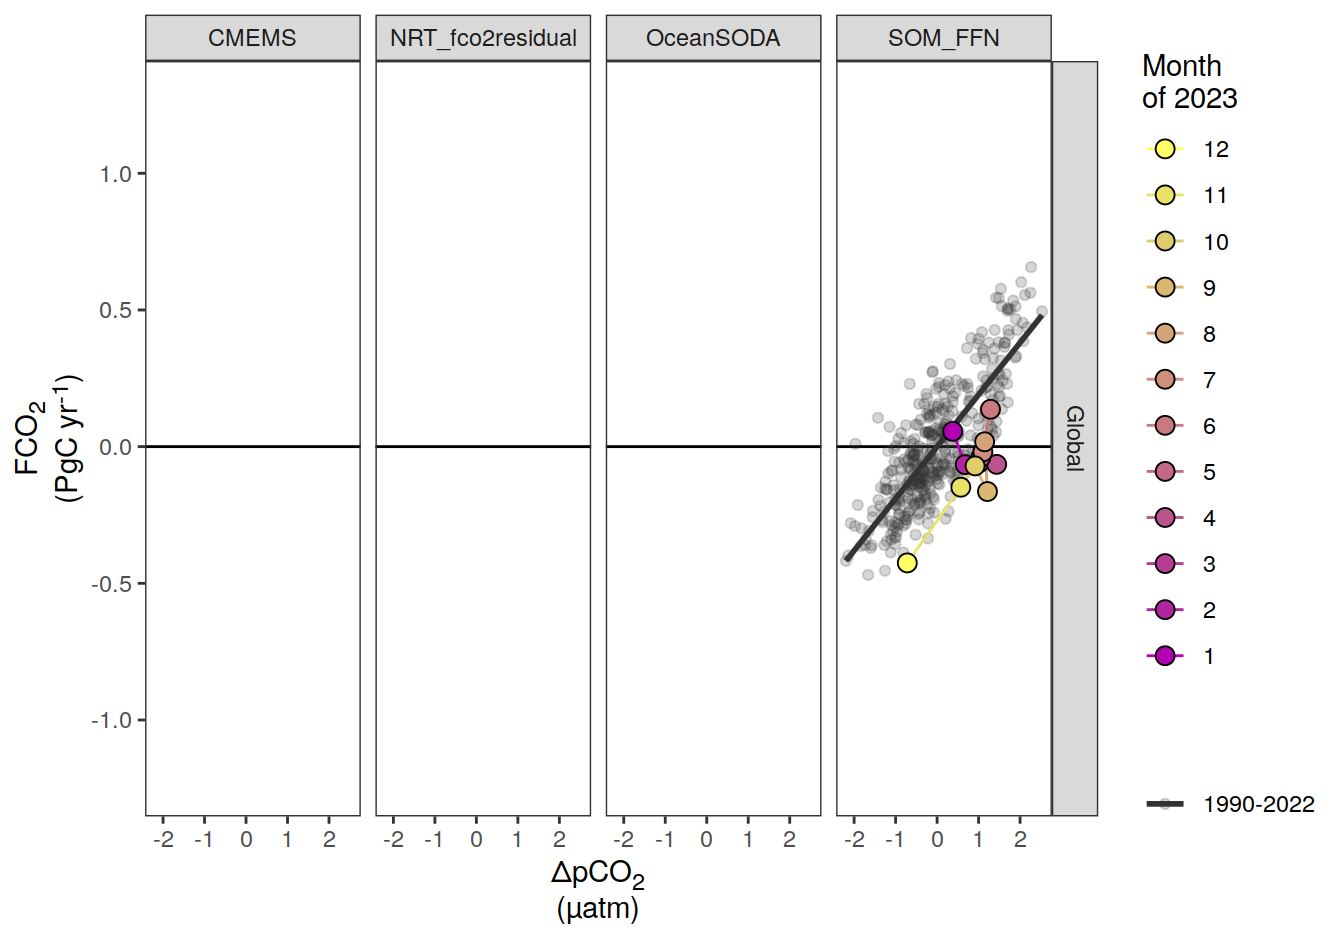 CMEMS
NRT_fco2residual
OceanSODA
SOM_FFN
Global
FCO₂
(PgC yr⁻¹)
1.0
0.5
0.0
-0.5
-1.0
-2 -1 0 1 2
-2 -1 0 1 2
-2 -1 0 1 2
-2 -1 0 1 2
ΔpCO₂
(µatm)
Month
of 2023
12
11
10
9
8
7
6
5
4
3
2
1
1990-2022